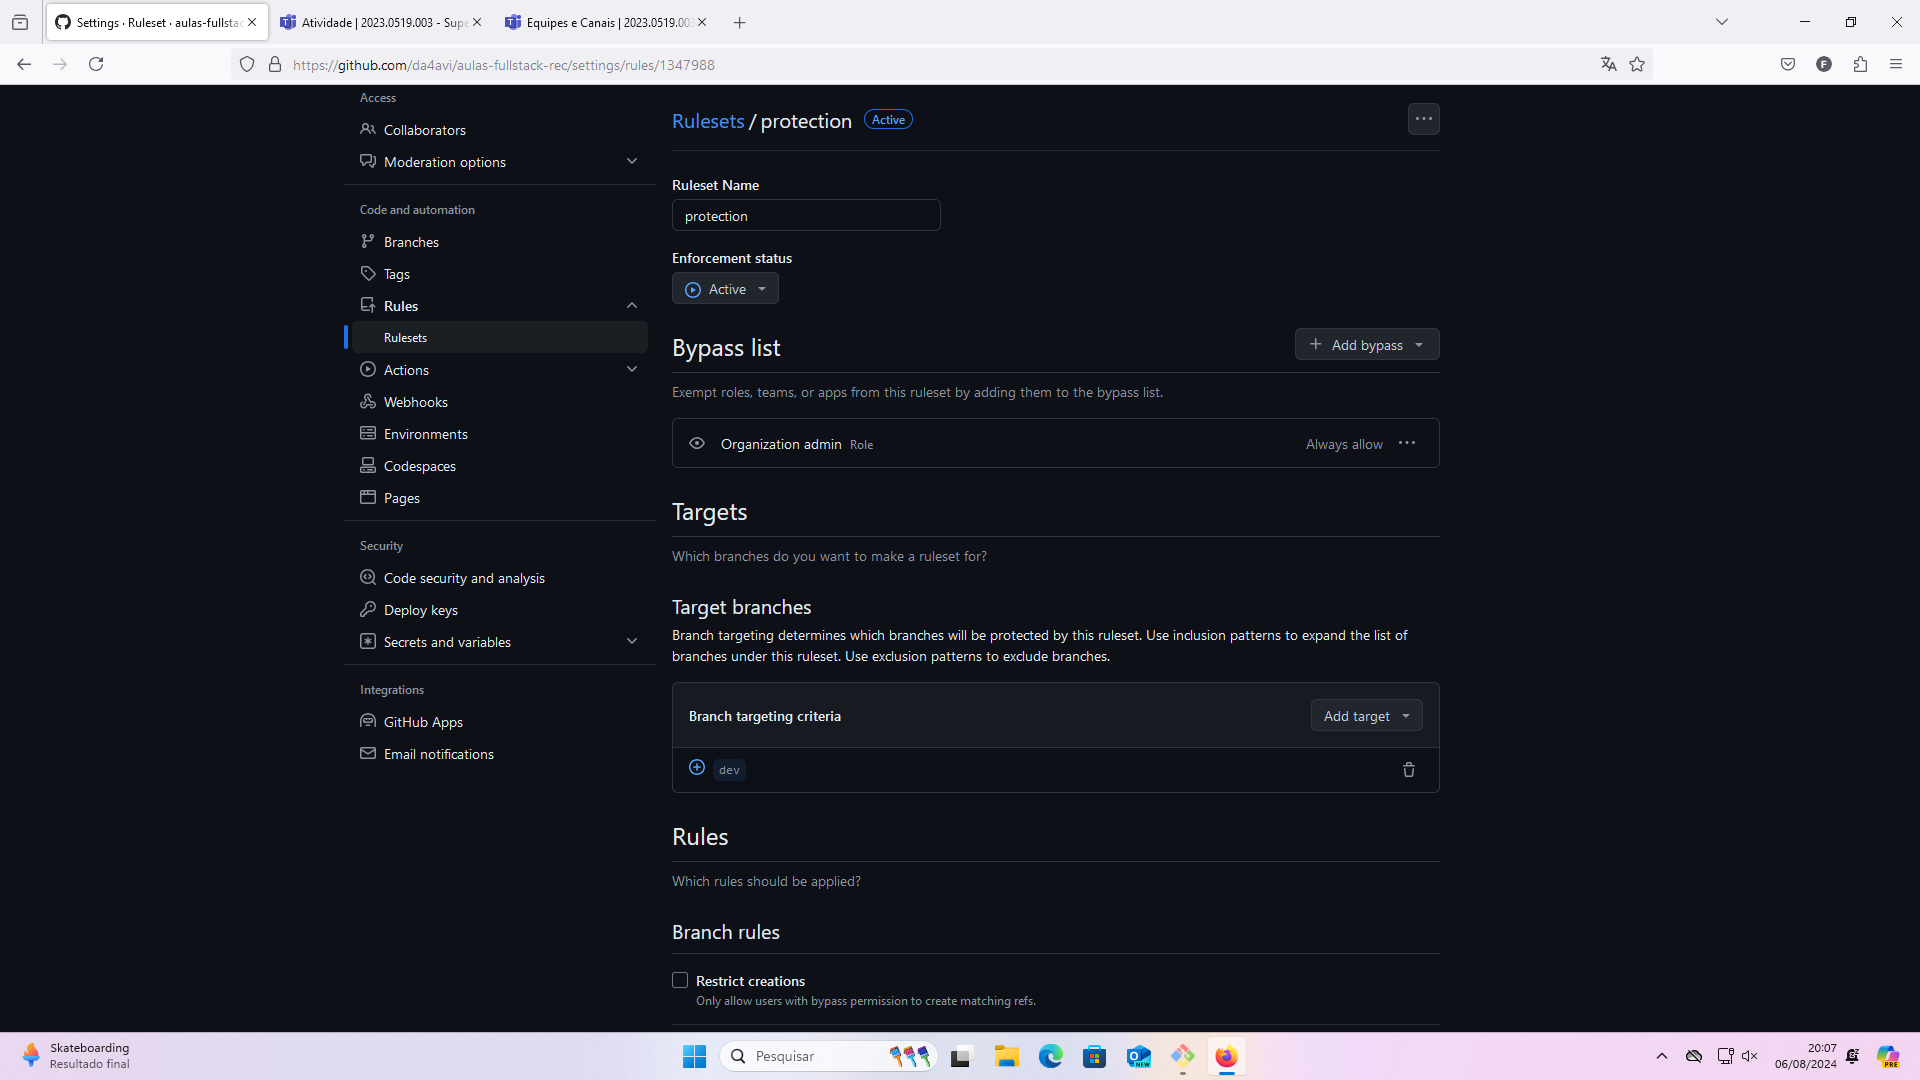 Settings · Ruleset · aulas-fullsta
Atividade | 2023.0519.003 - Supe
Equipes e Canais | 2023.0519.00
https://github.com/da4avi/aulas-fullstack-rec/settings/rules/1347988
F
Access
Collaborators
Moderation options
Code and automation
Branches
Tags
Rules
Rulesets
Actions
Webhooks
Environments
Codespaces
Pages
Security
Code security and analysis
Deploy keys
Secrets and variables
Integrations
GitHub Apps
Email notifications
Rulesets / protection Active
Ruleset Name
protection
Enforcement status
Active
Bypass list
Add bypass
Exempt roles, teams, or apps from this ruleset by adding them to the bypass list.
Organization admin Role
Always allow
Targets
Which branches do you want to make a ruleset for?
Target branches
Branch targeting determines which branches will be protected by this ruleset. Use inclusion patterns to expand the list of
branches under this ruleset. Use exclusion patterns to exclude branches.
Branch targeting criteria
Add target
dev
Rules
Which rules should be applied?
Branch rules
Restrict creations
Only allow users with bypass permission to create matching refs.
Skateboarding
Resultado final
Pesquisar
NEW
20:07
06/08/2024
PRE